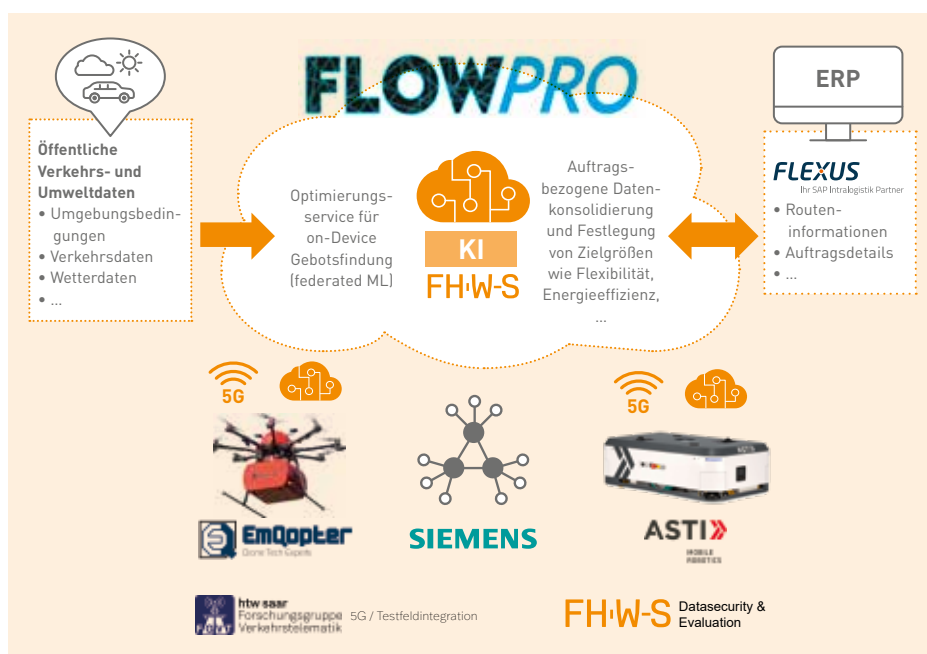 FLOWPRO
Öffentliche
Verkehrs- und
Umweltdaten
• Umgebungsbedin-
gungen
• Verkehrsdaten
• Wetterdaten
• ...
Optimierungs-
service für
on-Device
Gebotsfindung
(federated ML)
KI
FH·W-S
Auftrags-
bezogene Daten-
konsolidierung
und Festlegung
von Zielgrößen
wie Flexibilität,
Energieeffizienz,
...
ERP
FLEXUS
Ihr SAP Intralogistik Partner
• Routen-
informationen
• Auftragsdetails
• ...
5G
5G
ASTI
EmQopter
Drone Tech Experts
SIEMENS
ASTI
MOBILE
ROBOTICS
htw saar
Forschungsgruppe
Verkehrstelematik
FGVT
5G / Testfeldintegration
FH·W-S
Datasecurity &
Evaluation